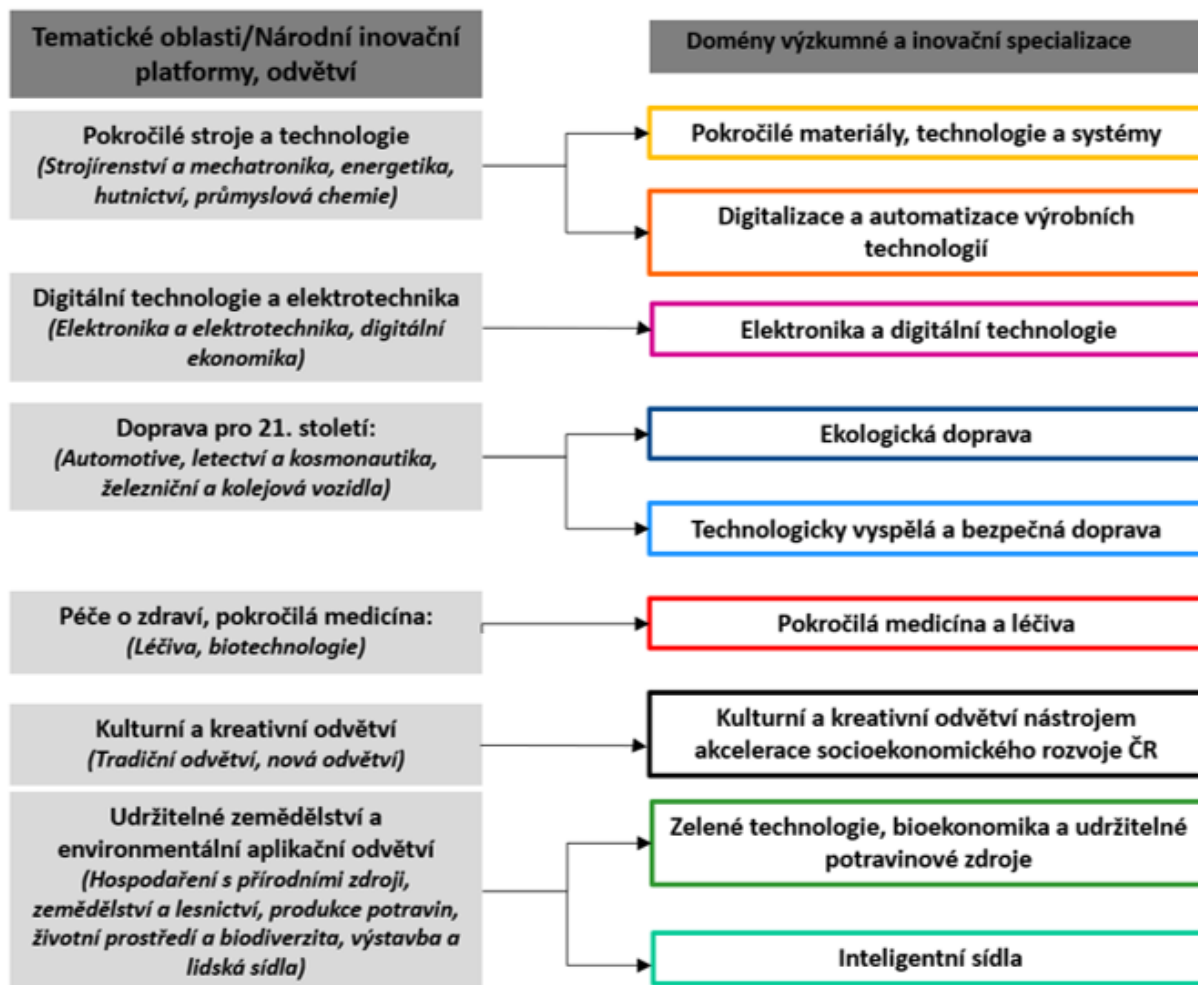 Tematické oblasti/Národní inovační
platformy, odvětví
Domény výzkumné a inovační specializace
Pokročilé stroje a technologie
(Strojírenství a mechatronika, energetika,
hutnictví, průmyslová chemie)
Pokročilé materiály, technologie a systémy
Digitalizace a automatizace výrobních
technologií
Digitální technologie a elektrotechnika
(Elektronika a elektrotechnika, digitální
ekonomika)
Elektronika a digitální technologie
Doprava pro 21. století:
(Automotive, letectví a kosmonautika,
železniční a kolejová vozidla)
Ekologická doprava
Technologicky vyspělá a bezpečná doprava
Péče o zdraví, pokročilá medicína:
(Léčiva, biotechnologie)
Pokročilá medicína a léčiva
Kulturní a kreativní odvětví
(Tradiční odvětví, nová odvětví)
Kulturní a kreativní odvětví nástrojem
akcelerace socioekonomického rozvoje ČR
Udržitelné zemědělství a
environmentální aplikační odvětví
(Hospodaření s přírodními zdroji,
zemědělství a lesnictví, produkce potravin,
životní prostředí a biodiverzita, výstavba a
lidská sídla)
Zelené technologie, bioekonomika a udržitelné
potravinové zdroje
Inteligentní sídla